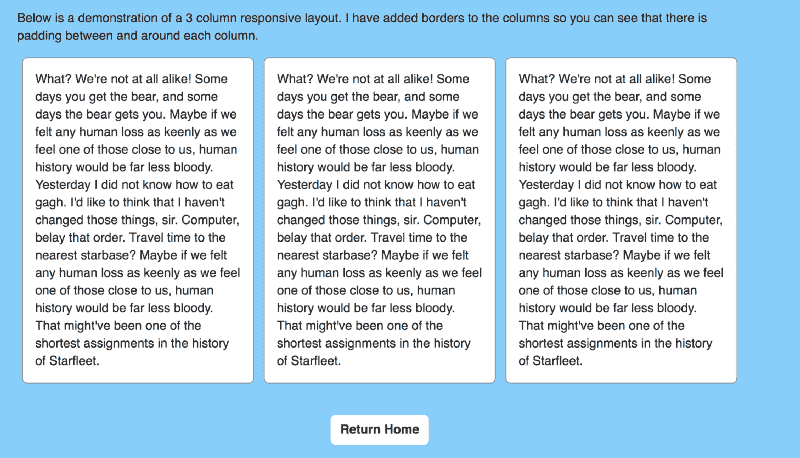 Below is a demonstration of a 3 column responsive layout. I have added borders to the columns so you can see that there is
padding between and around each column.
What? We're not at all alike! Some
days you get the bear, and some
days the bear gets you. Maybe if we
felt any human loss as keenly as we
feel one of those close to us, human
history would be far less bloody.
Yesterday I did not know how to eat
gagh. I'd like to think that I haven't
changed those things, sir. Computer,
belay that order. Travel time to the
nearest starbase? Maybe if we felt
any human loss as keenly as we feel
one of those close to us, human
history would be far less bloody.
That might've been one of the
shortest assignments in the history
of Starfleet.
What? We're not at all alike! Some
days you get the bear, and some
days the bear gets you. Maybe if we
felt any human loss as keenly as we
feel one of those close to us, human
history would be far less bloody.
Yesterday I did not know how to eat
gagh. I'd like to think that I haven't
changed those things, sir. Computer,
belay that order. Travel time to the
nearest starbase? Maybe if we felt
any human loss as keenly as we feel
one of those close to us, human
history would be far less bloody.
That might've been one of the
shortest assignments in the history
of Starfleet.
What? We're not at all alike! Some
days you get the bear, and some
days the bear gets you. Maybe if we
felt any human loss as keenly as we
feel one of those close to us, human
history would be far less bloody.
Yesterday I did not know how to eat
gagh. I'd like to think that I haven't
changed those things, sir. Computer,
belay that order. Travel time to the
nearest starbase? Maybe if we felt
any human loss as keenly as we feel
one of those close to us, human
history would be far less bloody.
That might've been one of the
shortest assignments in the history
of Starfleet.
Return Home